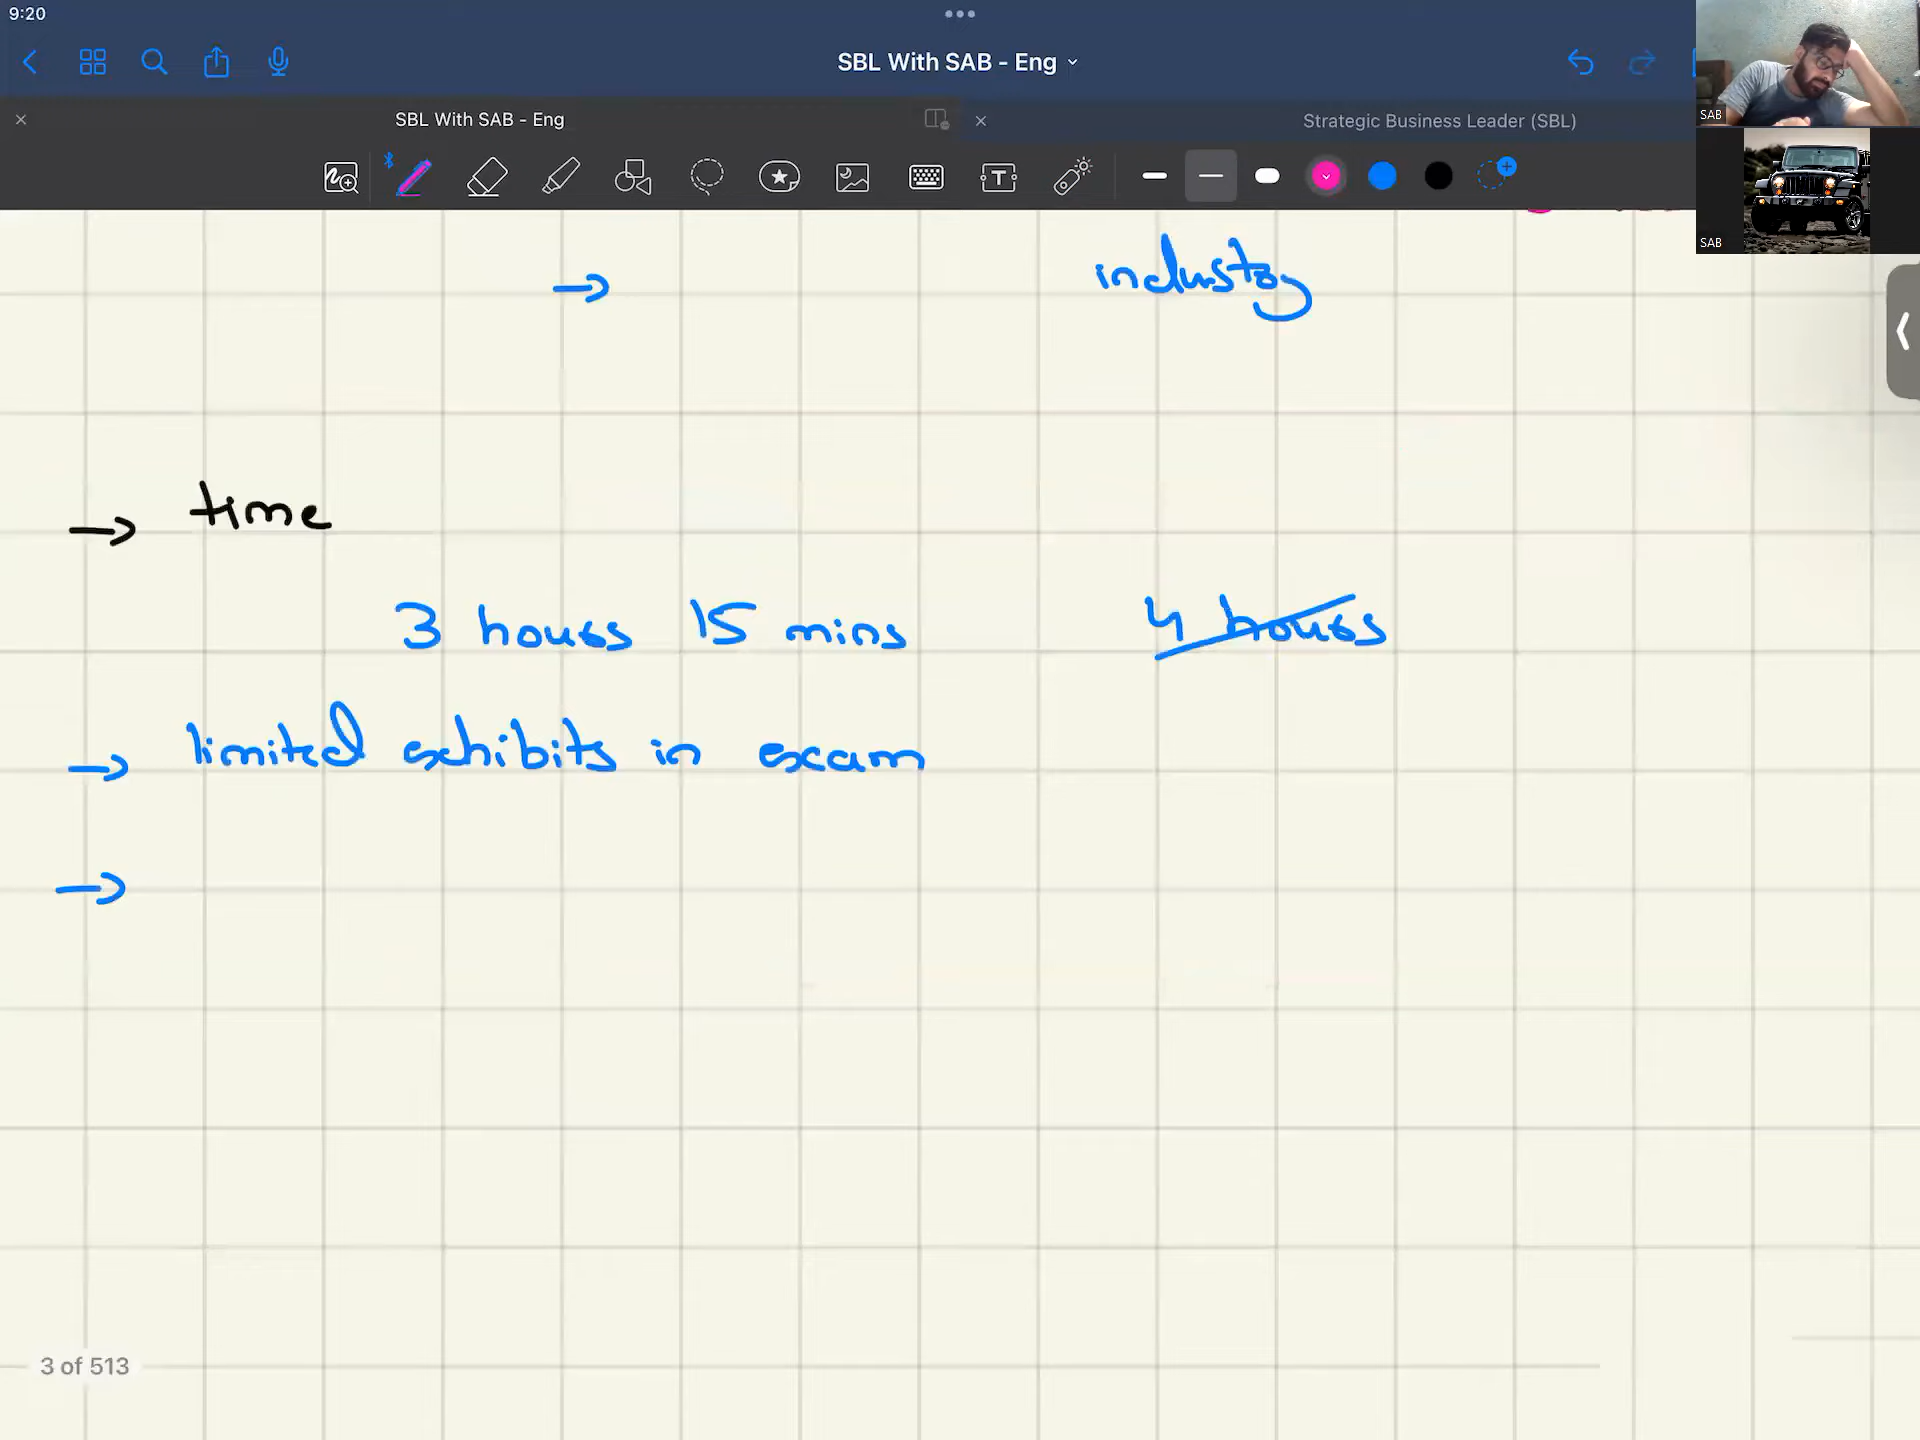 9:20
SBL With SAB - Eng
SBL With SAB - Eng
Strategic Business Leader (SBL)
SAB
SAB
→ industry
→ time
3 hours 15 mins 4 hours
→ limited exhibits in exam
→
3 of 513